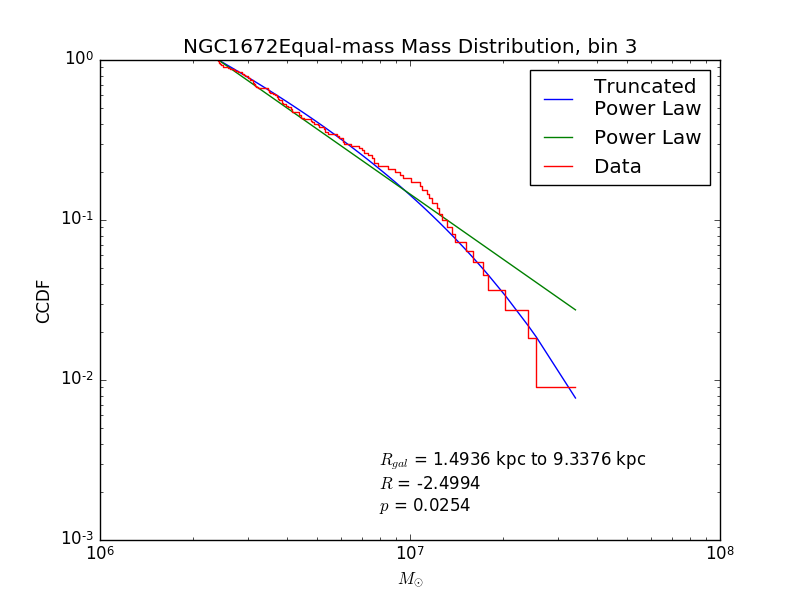 NGC1672Equal-mass Mass Distribution, bin 3
10⁰
10⁻¹
10⁻²
10⁻³
CCDF
Truncated
Power Law
Power Law
Data
R_gal = 1.4936 kpc to 9.3376 kpc
R = -2.4994
p = 0.0254
10⁶
10⁷
10⁸
M_⊙